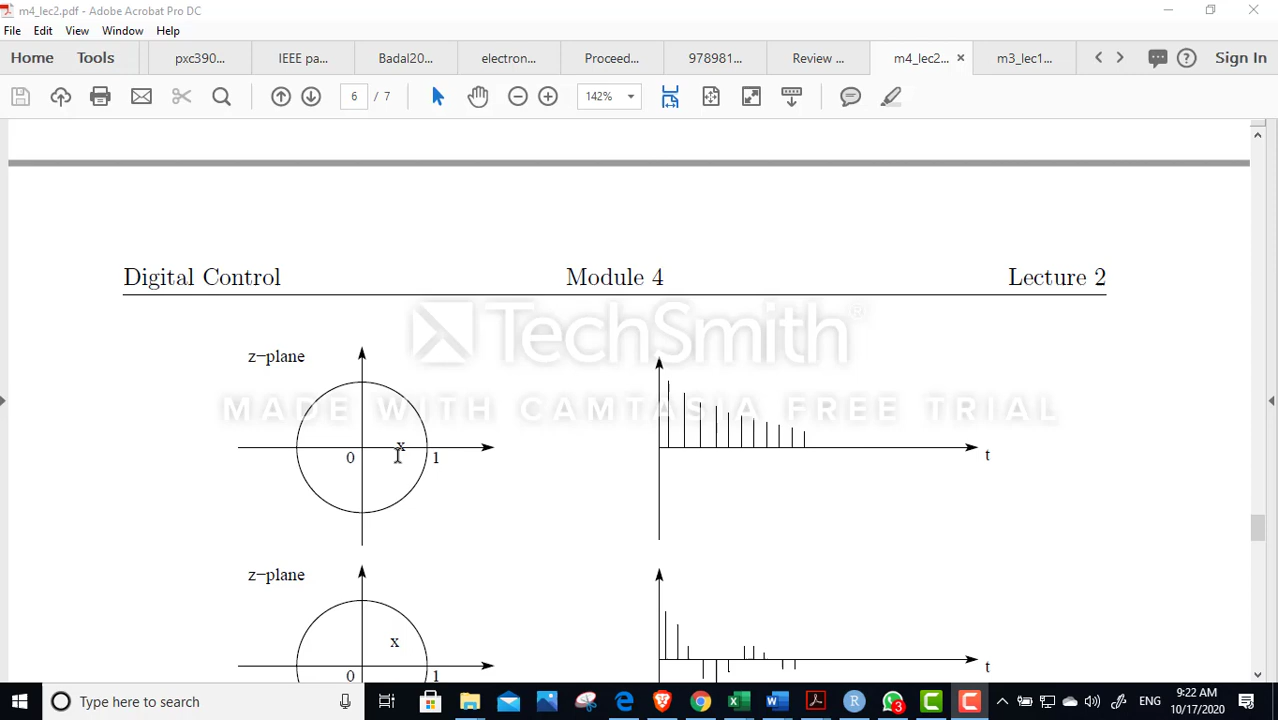 m4_lec2.pdf - Adobe Acrobat Pro DC
File Edit View Window Help
Home Tools pxc390... IEEE pa... Badal20... electron... Proceed... 978981... Review ... m4_lec2... × m3_lec1... Sign In
6 / 7 142%
Digital Control Module 4 Lecture 2
TechSmith®
MADE WITH CAMTASIA FREE TRIAL
z−plane
x
0 1 t
z−plane
x
0 1 t
Type here to search
3
ENG
9:22 AM
10/17/2020